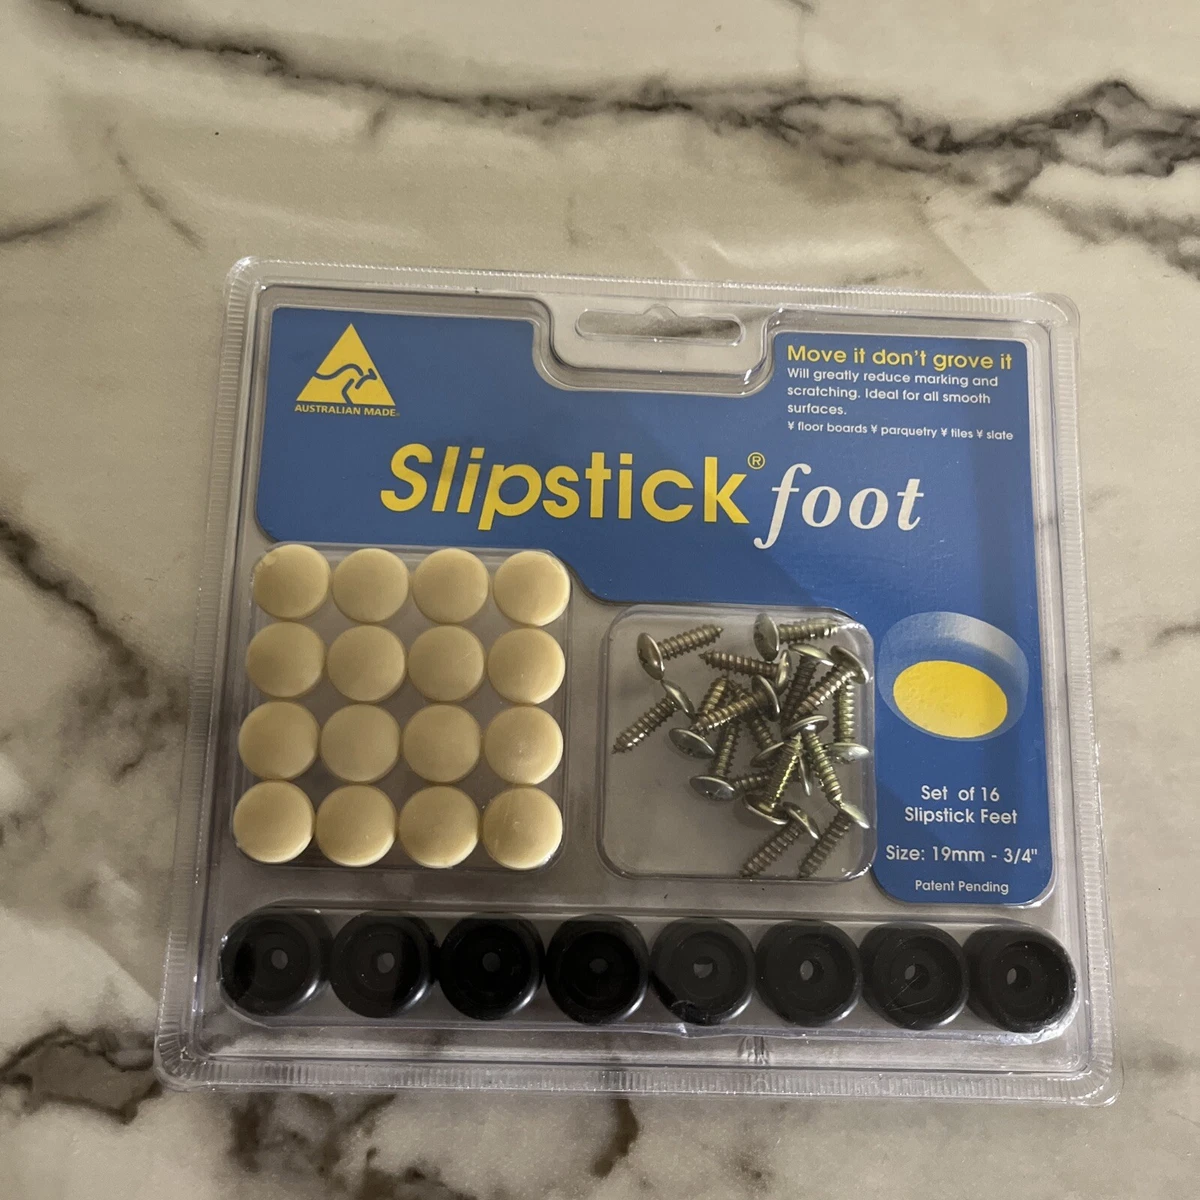 AUSTRALIAN MADE
Move it don't grove it
Will greatly reduce marking and
scratching. Ideal for all smooth
surfaces.
¥ floor boards ¥ parquetry ¥ tiles ¥ slate
Slipstick® foot
Set of 16
Slipstick Feet
Size: 19mm - 3/4"
Patent Pending